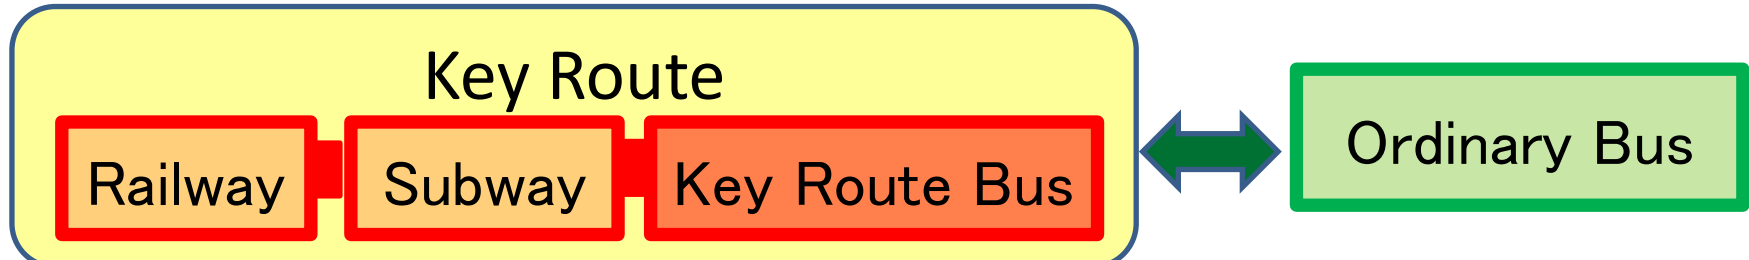 Key Route
Railway
Subway
Key Route Bus
Ordinary Bus